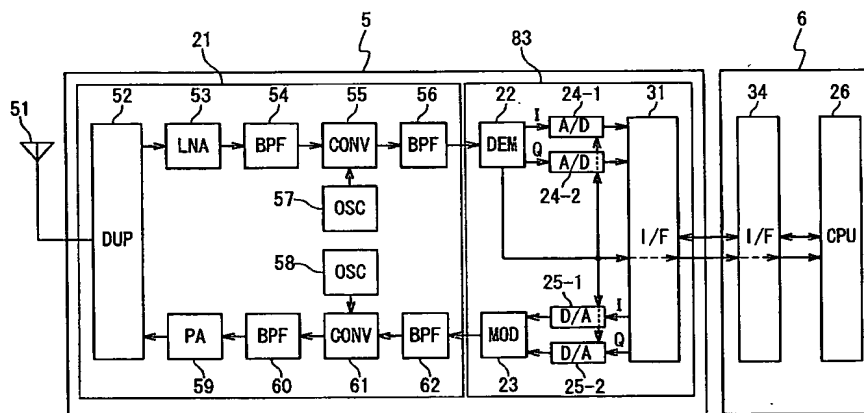 5
6
21
83
51
52
53
54
55
56
22
24-1
31
34
26
LNA
BPF
CONV
BPF
DEM
I
A/D
Q
A/D
24-2
57
OSC
DUP
58
OSC
I/F
I/F
CPU
25-1
PA
BPF
CONV
BPF
MOD
D/A
I
D/A
Q
59
60
61
62
23
25-2